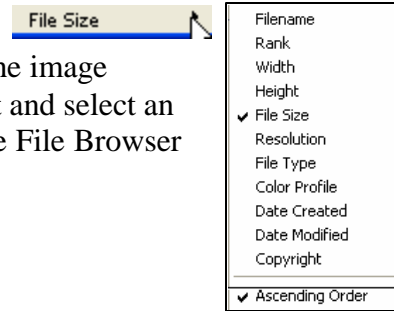 File Size
ne image
t and select an
e File Browser
Filename
Rank
Width
Height
File Size
Resolution
File Type
Color Profile
Date Created
Date Modified
Copyright
Ascending Order